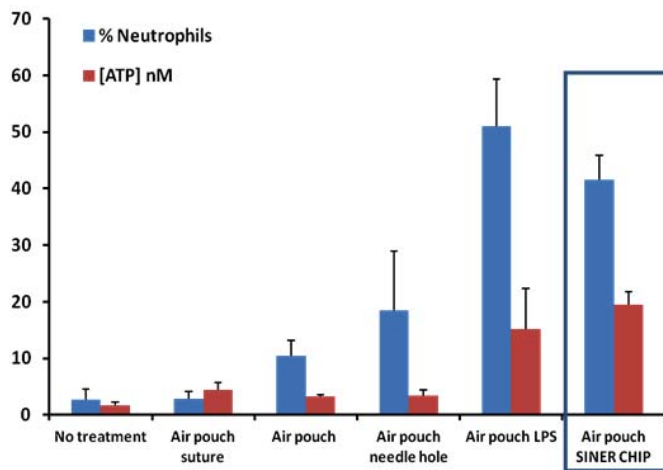 70
60
50
40
30
20
10
0
% Neutrophils
[ATP] nM
No treatment
Air pouch
suture
Air pouch
Air pouch
needle hole
Air pouch LPS
Air pouch
SINER CHIP